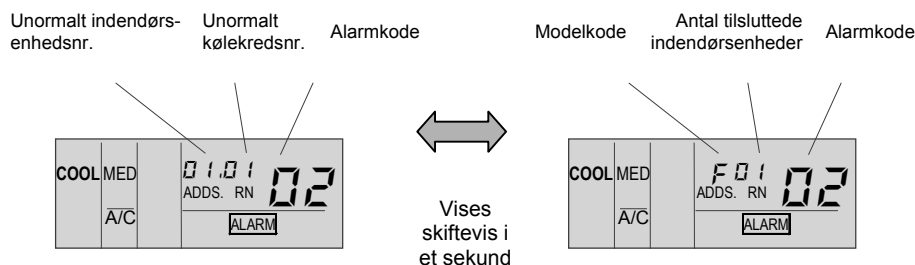 Unormalt indendørs-
enhedsnr.
Unormalt
kølekredsnr.
Alarmkode
Modelkode
Antal tilsluttede
indendørsenheder
Alarmkode
COOL MED
A/C
01.01
ADDS. RN
02
ALARM
Vises
skiftevis i
et sekund
COOL MED
A/C
F 01
ADDS. RN
02
ALARM